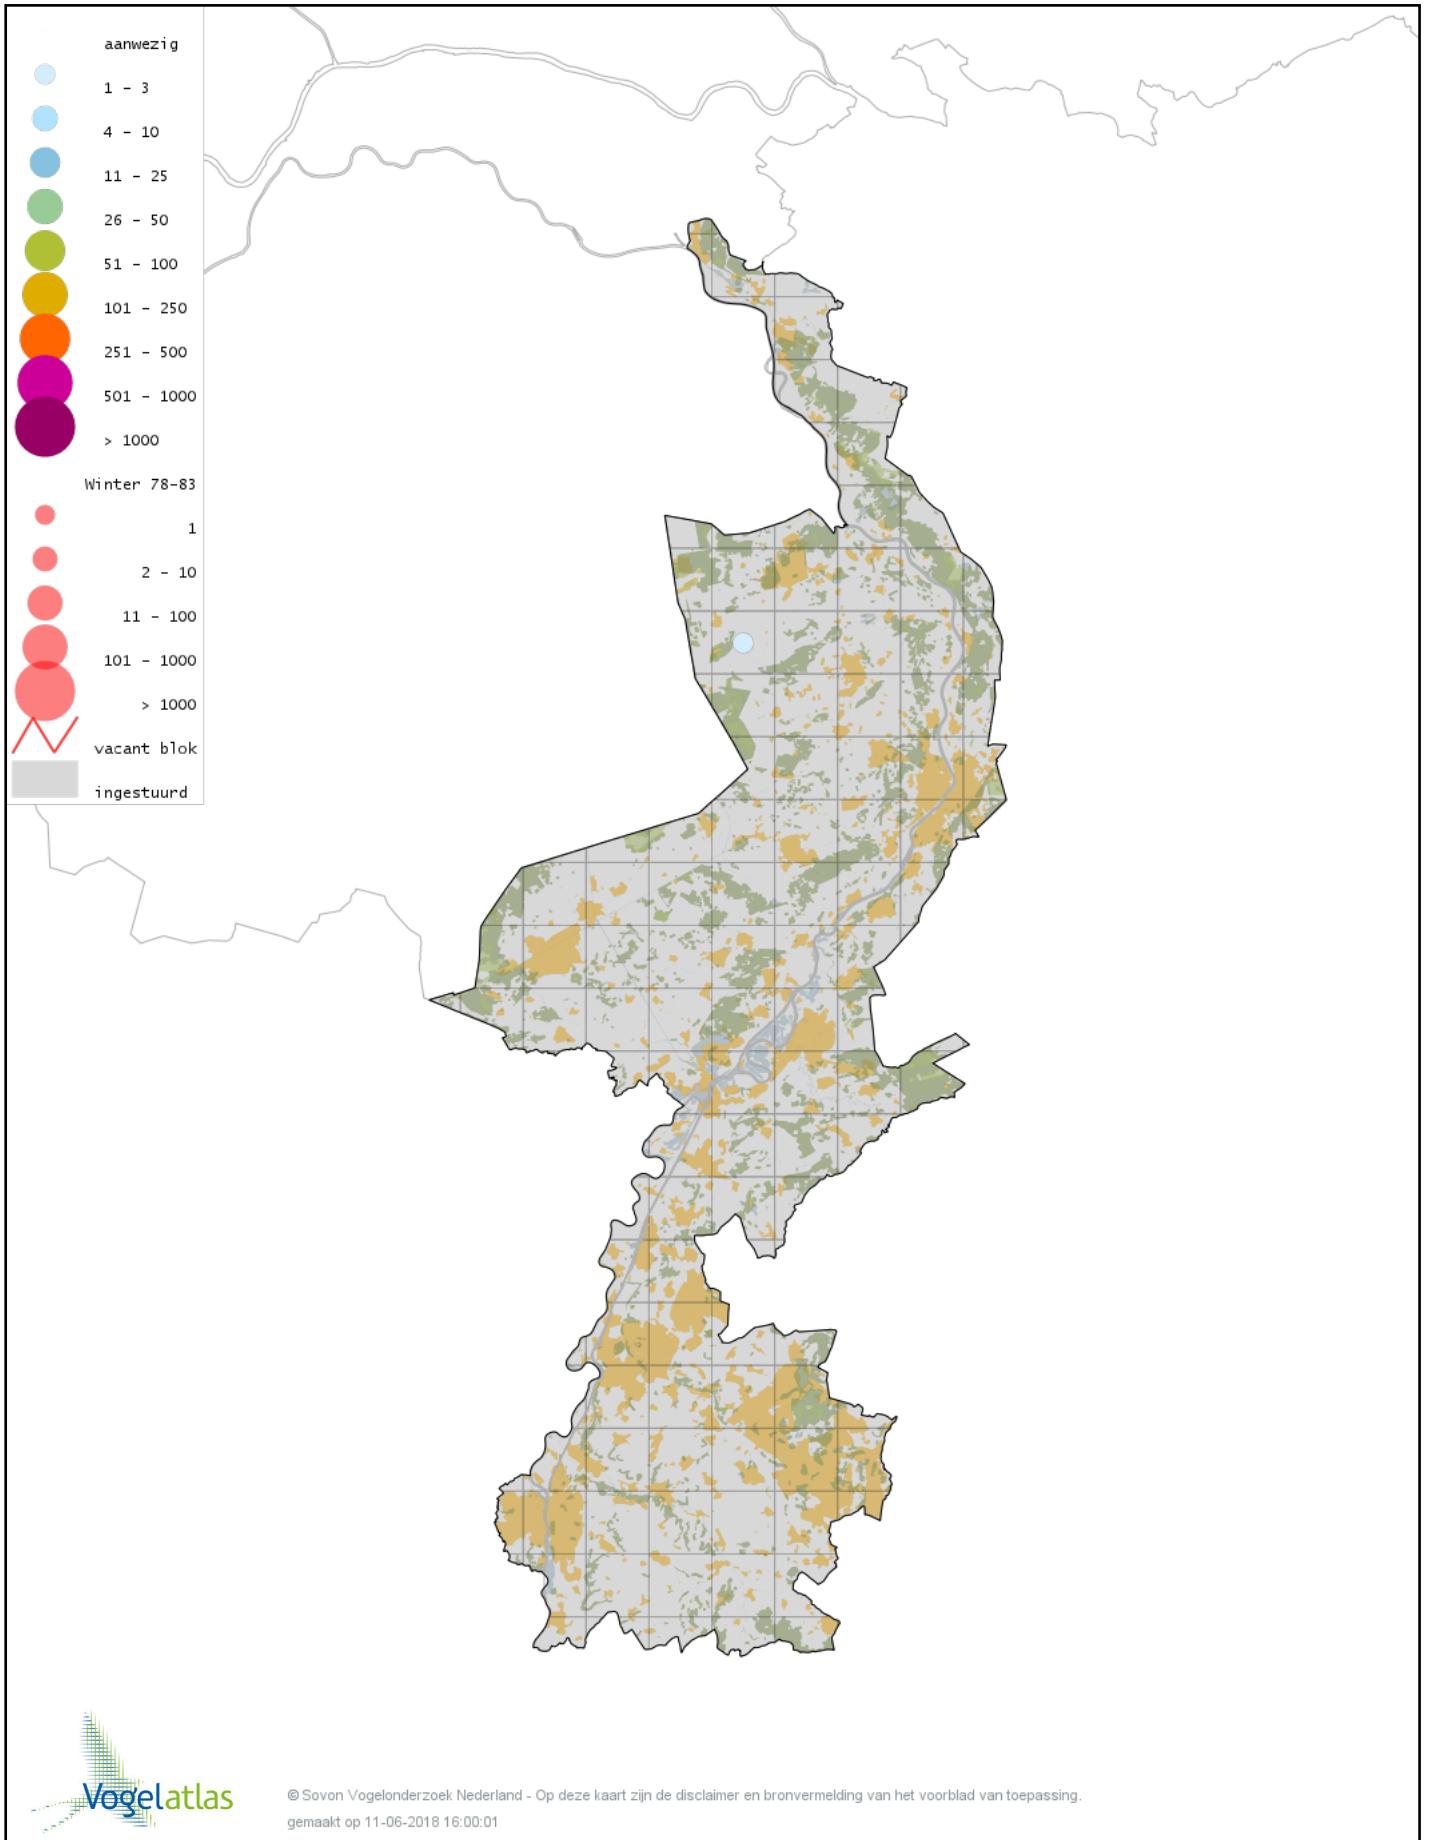 aanwezig
1 - 3
4 - 10
11 - 25
26 - 50
51 - 100
101 - 250
251 - 500
501 - 1000
> 1000
Winter 78-83
1
2 - 10
11 - 100
101 - 1000
> 1000
vacant blok
ingestuurd
Vogelatlas
© Sovon Vogelonderzoek Nederland - Op deze kaart zijn de disclaimer en bronvermelding van het voorblad van toepassing.
gemaakt op 11-06-2018 16:00:01